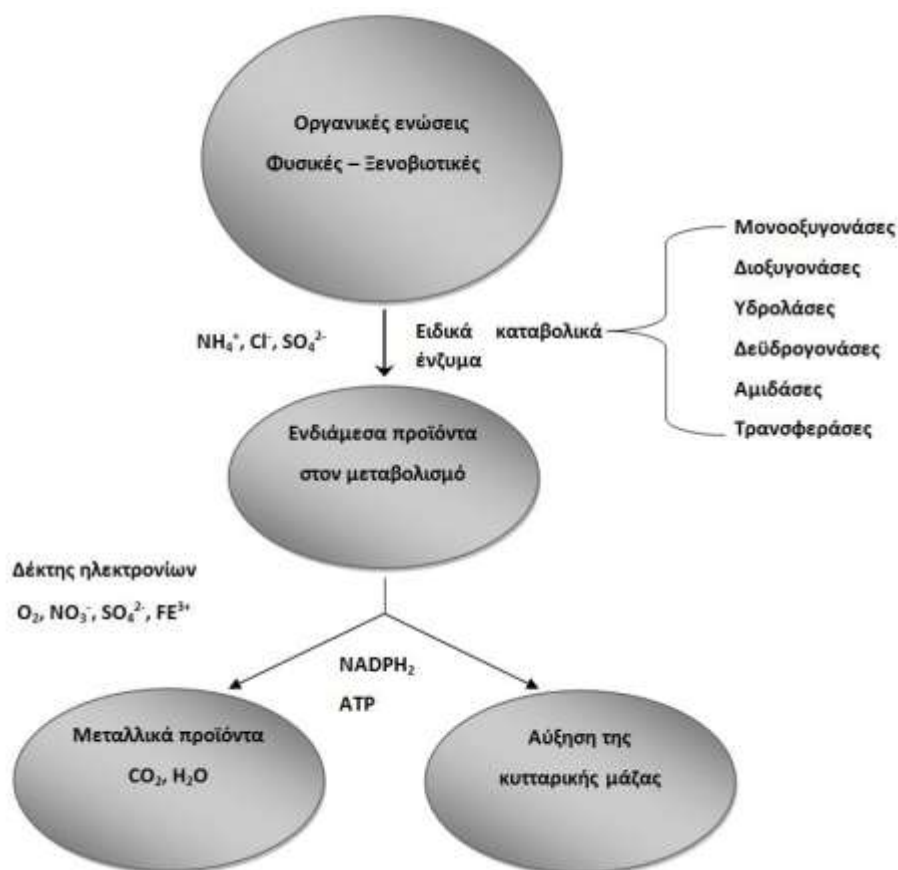 Οργανικές ενώσεις
Φυσικές – Ξενοβιοτικές
Μονοοξυγονάσες
Διοξυγονάσες
Υδρολάσες
Δεϋδρογονάσες
Αμιδάσες
Τρανσφεράσες
NH₄⁺, Cl⁻, SO₄²⁻
Ειδικά καταβολικά
ένζυμα
Ενδιάμεσα προϊόντα
στον μεταβολισμό
Δέκτης ηλεκτρονίων
O₂, NO₃⁻, SO₄²⁻, FE³⁺
NADPH₂
ATP
Μεταλλικά προϊόντα
CO₂, H₂O
Αύξηση της
κυτταρικής μάζας